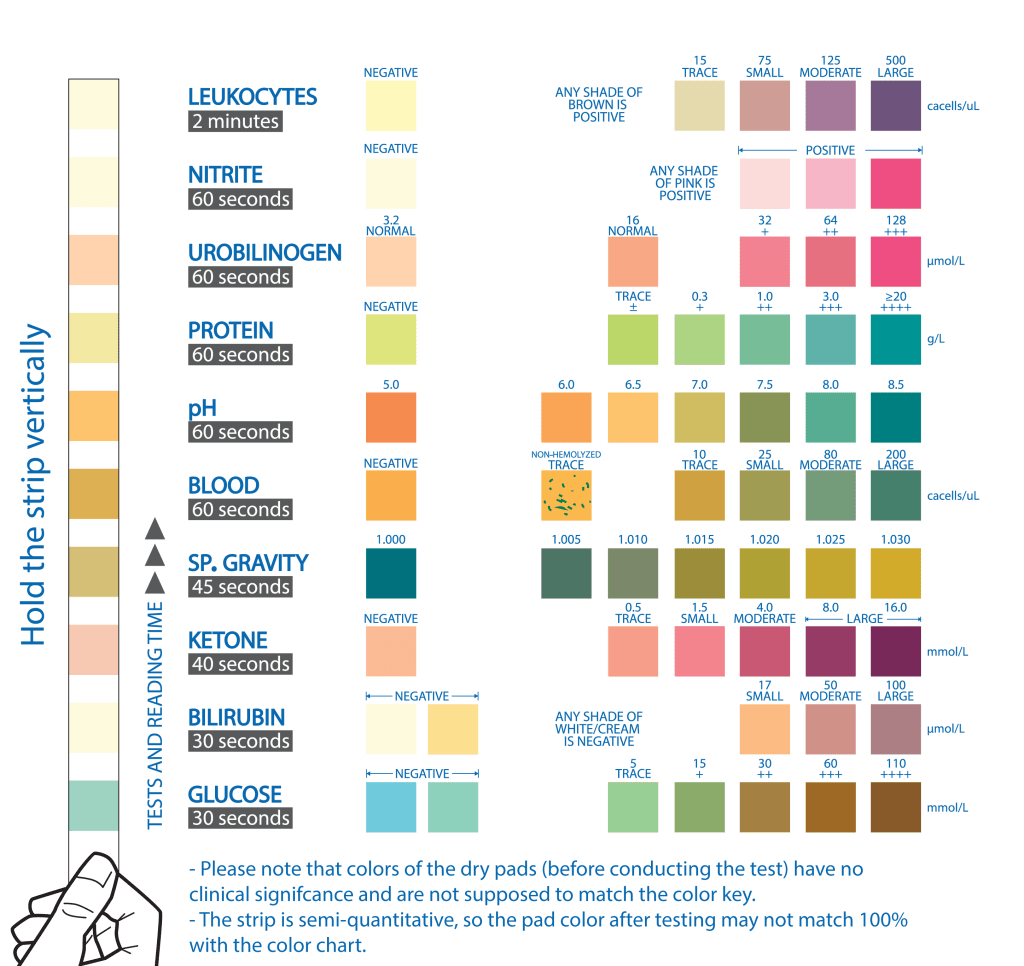 Hold the strip vertically
TESTS AND READING TIME
LEUKOCYTES
2 minutes
NEGATIVE
ANY SHADE OF
BROWN IS
POSITIVE
15 75 125 500
TRACE SMALL MODERATE LARGE
cacells/uL
NITRITE
60 seconds
NEGATIVE
ANY SHADE
OF PINK IS
POSITIVE
POSITIVE
UROBILINOGEN
60 seconds
3.2 16 32 64 128
NORMAL NORMAL + ++ +++
µmol/L
PROTEIN
60 seconds
NEGATIVE TRACE 0.3 1.0 3.0 ≥20
± + ++ +++ ++++
g/L
pH
60 seconds
5.0 6.0 6.5 7.0 7.5 8.0 8.5
BLOOD
60 seconds
NEGATIVE
NON-HEMOLYZED
TRACE
10 25 80 200
TRACE SMALL MODERATE LARGE
cacells/uL
SP. GRAVITY
45 seconds
1.000 1.005 1.010 1.015 1.020 1.025 1.030
KETONE
40 seconds
NEGATIVE
0.5 1.5 4.0 8.0 16.0
TRACE SMALL MODERATE LARGE
mmol/L
BILIRUBIN
30 seconds
NEGATIVE
ANY SHADE OF
WHITE/CREAM
IS NEGATIVE
17 50 100
SMALL MODERATE LARGE
µmol/L
GLUCOSE
30 seconds
NEGATIVE
5 15 30 60 110
TRACE + ++ +++ ++++
mmol/L
- Please note that colors of the dry pads (before conducting the test) have no
clinical signifcance and are not supposed to match the color key.
- The strip is semi-quantitative, so the pad color after testing may not match 100%
with the color chart.